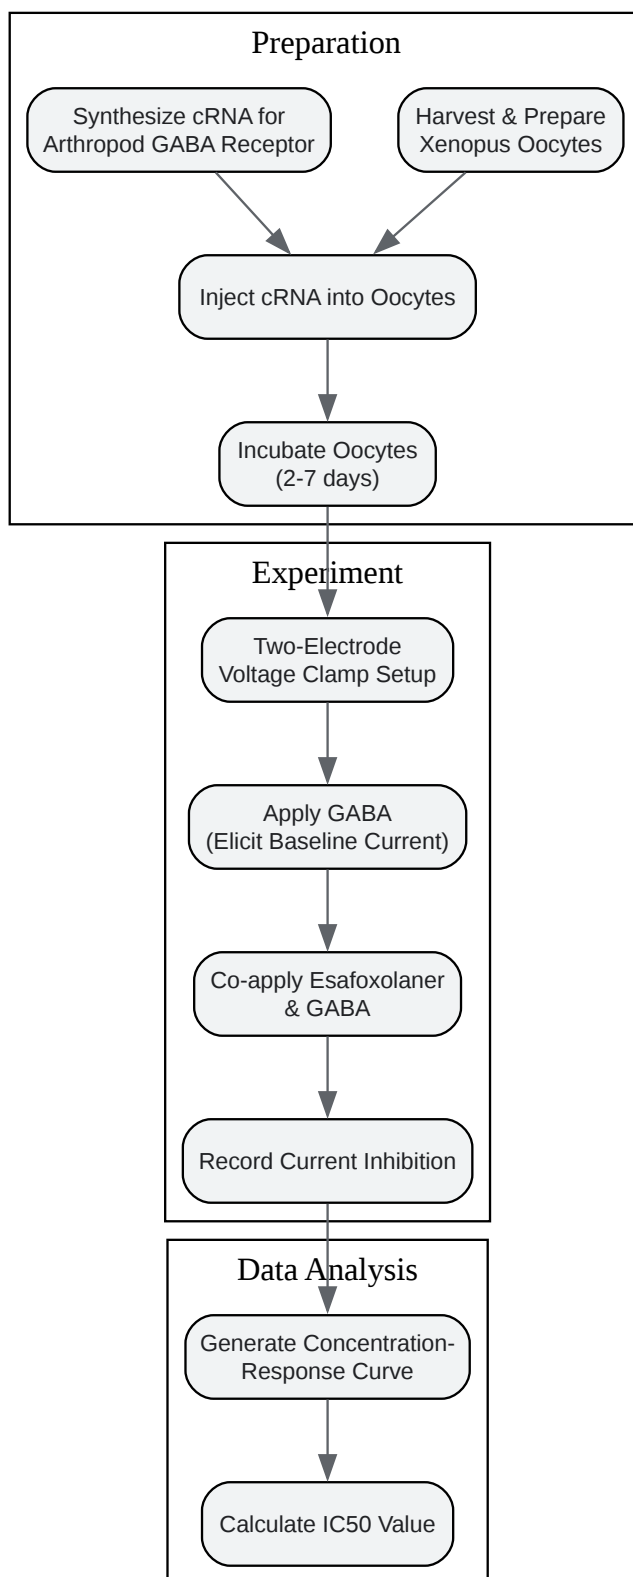 Preparation
Synthesize cRNA for
Arthropod GABA Receptor
Harvest & Prepare
Xenopus Oocytes
Inject cRNA into Oocytes
Incubate Oocytes
(2-7 days)
Experiment
Two-Electrode
Voltage Clamp Setup
Apply GABA
(Elicit Baseline Current)
Co-apply Esafoxolaner
& GABA
Record Current Inhibition
Data Analysis
Generate Concentration-
Response Curve
Calculate IC50 Value